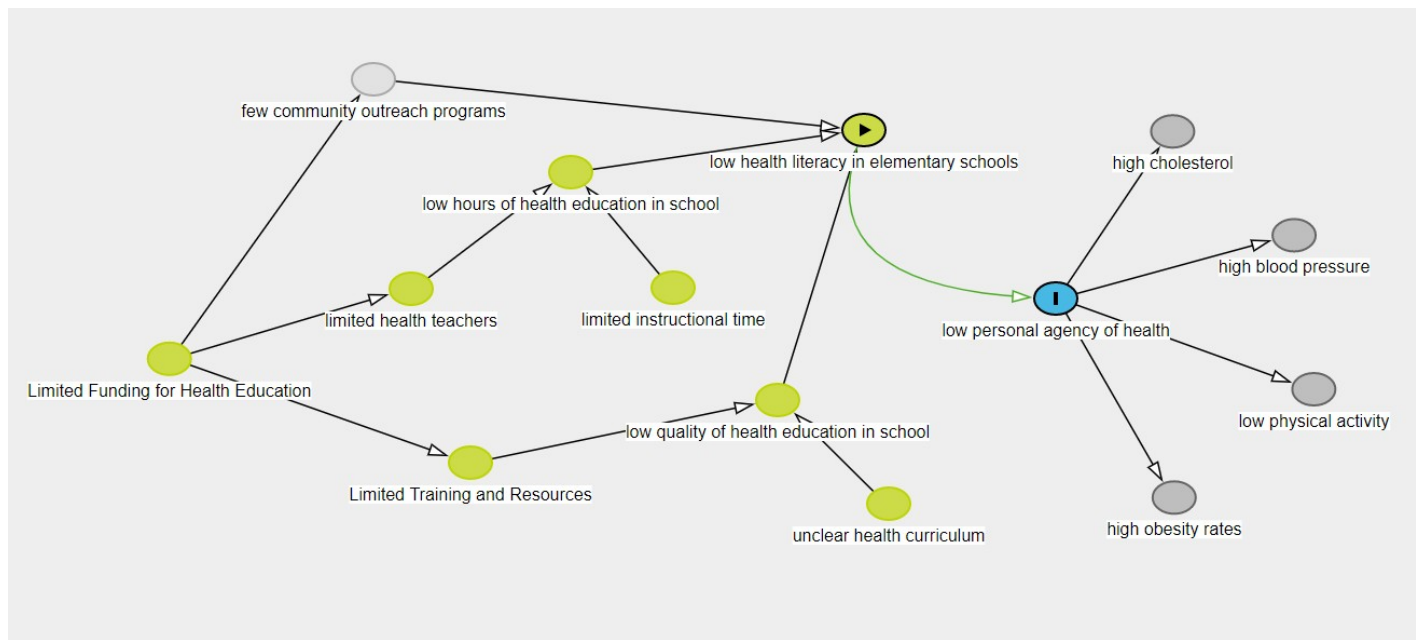 few community outreach programs
low health literacy in elementary schools
high cholesterol
low hours of health education in school
high blood pressure
limited health teachers
limited instructional time
low personal agency of health
Limited Funding for Health Education
low physical activity
low quality of health education in school
Limited Training and Resources
high obesity rates
unclear health curriculum